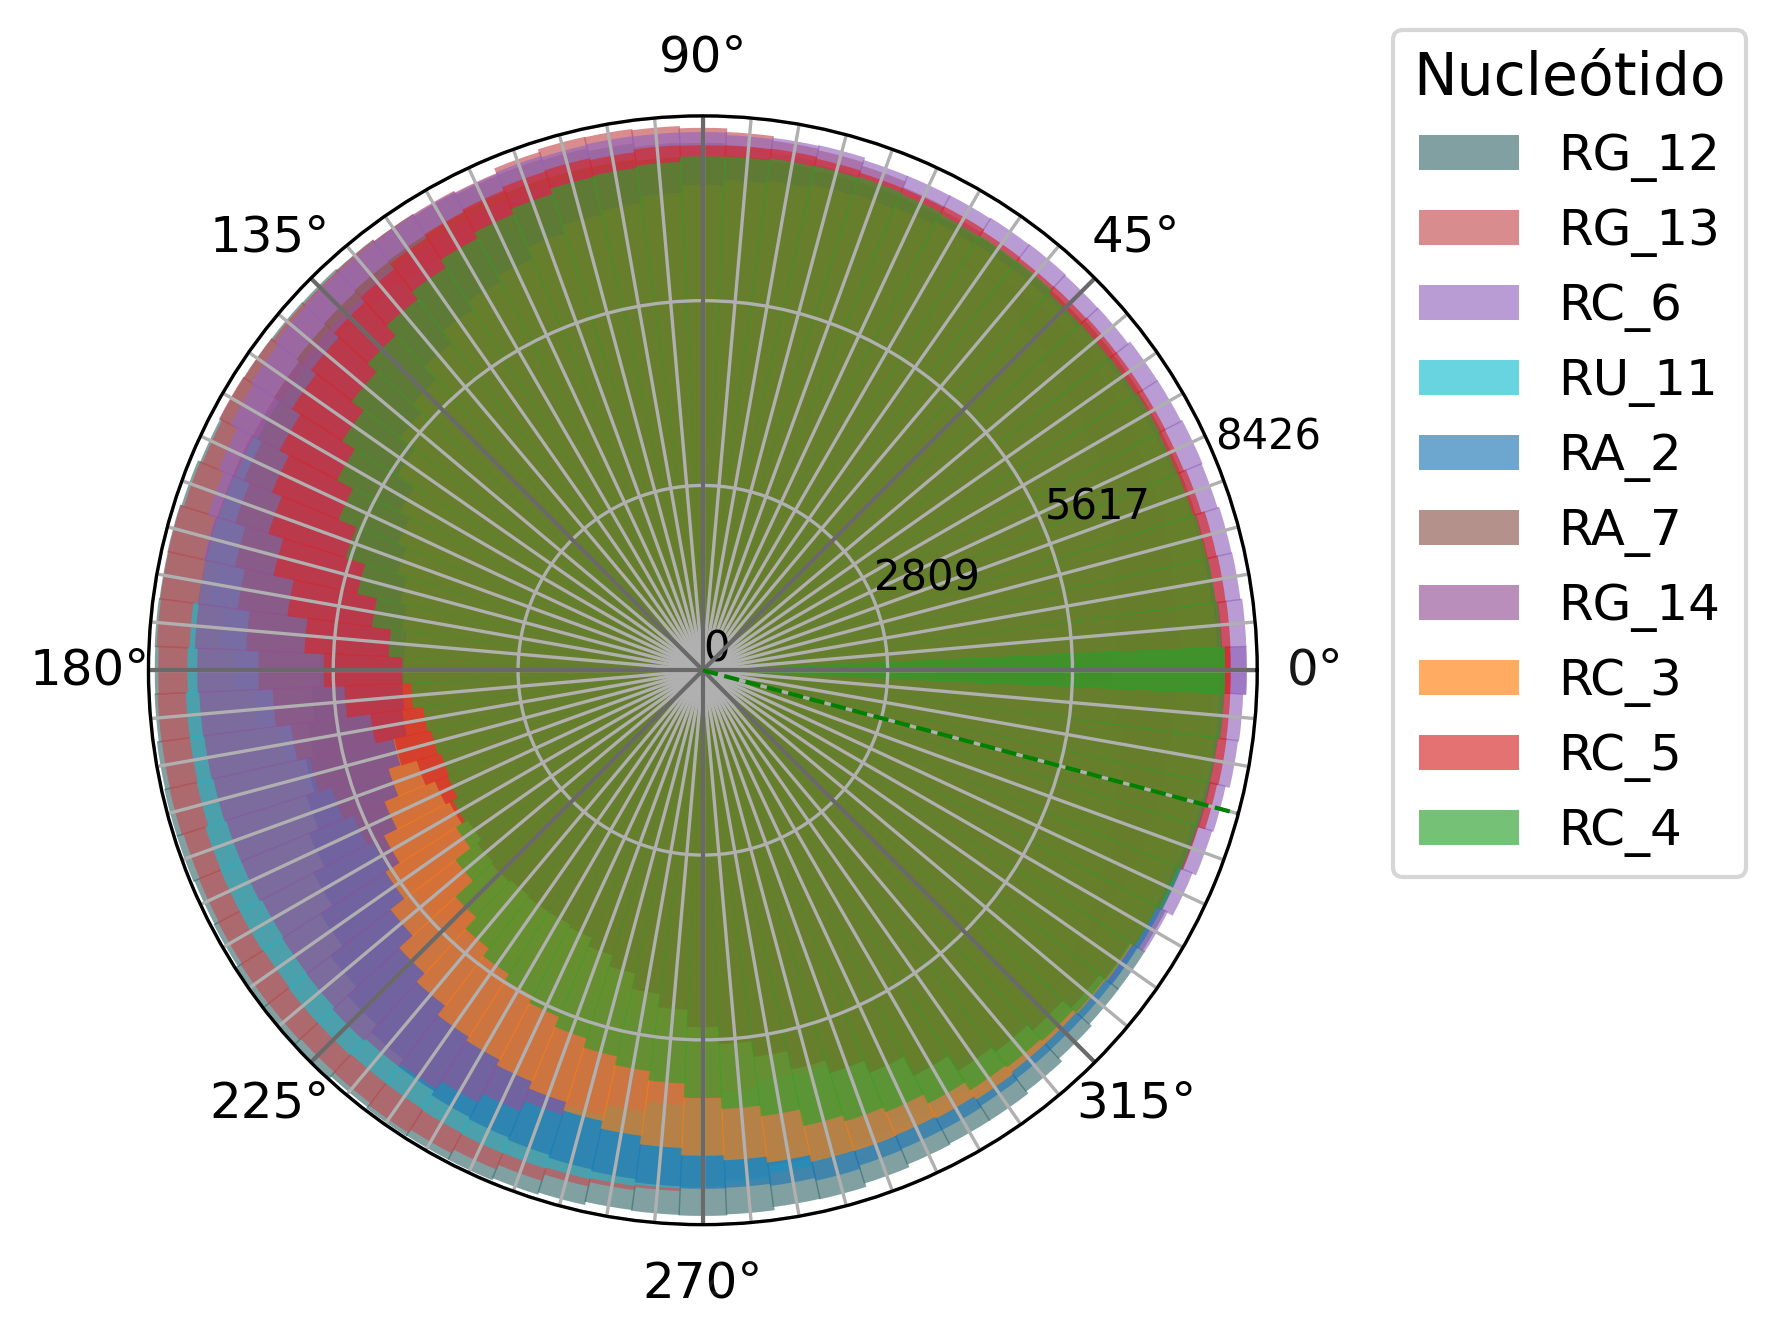 90°
135°
45°
180°
0°
225°
315°
270°
8426
5617
2809
0
Nucleótido
RG_12
RG_13
RC_6
RU_11
RA_2
RA_7
RG_14
RC_3
RC_5
RC_4